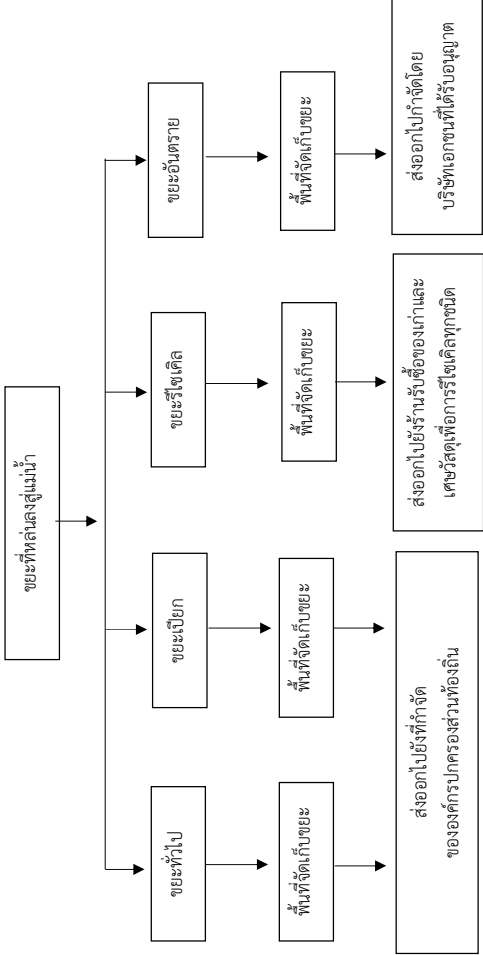 ขยะที่หล่นลงสู่แม่น้ำ
ขยะทั่วไป
ขยะเปียก
ขยะรีไซเคิล
ขยะอันตราย
พื้นที่จัดเก็บขยะ
พื้นที่จัดเก็บขยะ
พื้นที่จัดเก็บขยะ
พื้นที่จัดเก็บขยะ
ส่งออกไปยังที่กำจัด
ขององค์กรปกครองส่วนท้องถิ่น
ส่งออกไปยังร้านรับซื้อของเก่าและ
เศษวัสดุเพื่อการรีไซเคิลทุกชนิด
ส่งออกไปกำจัดโดย
บริษัทเอกชนที่ได้รับอนุญาต